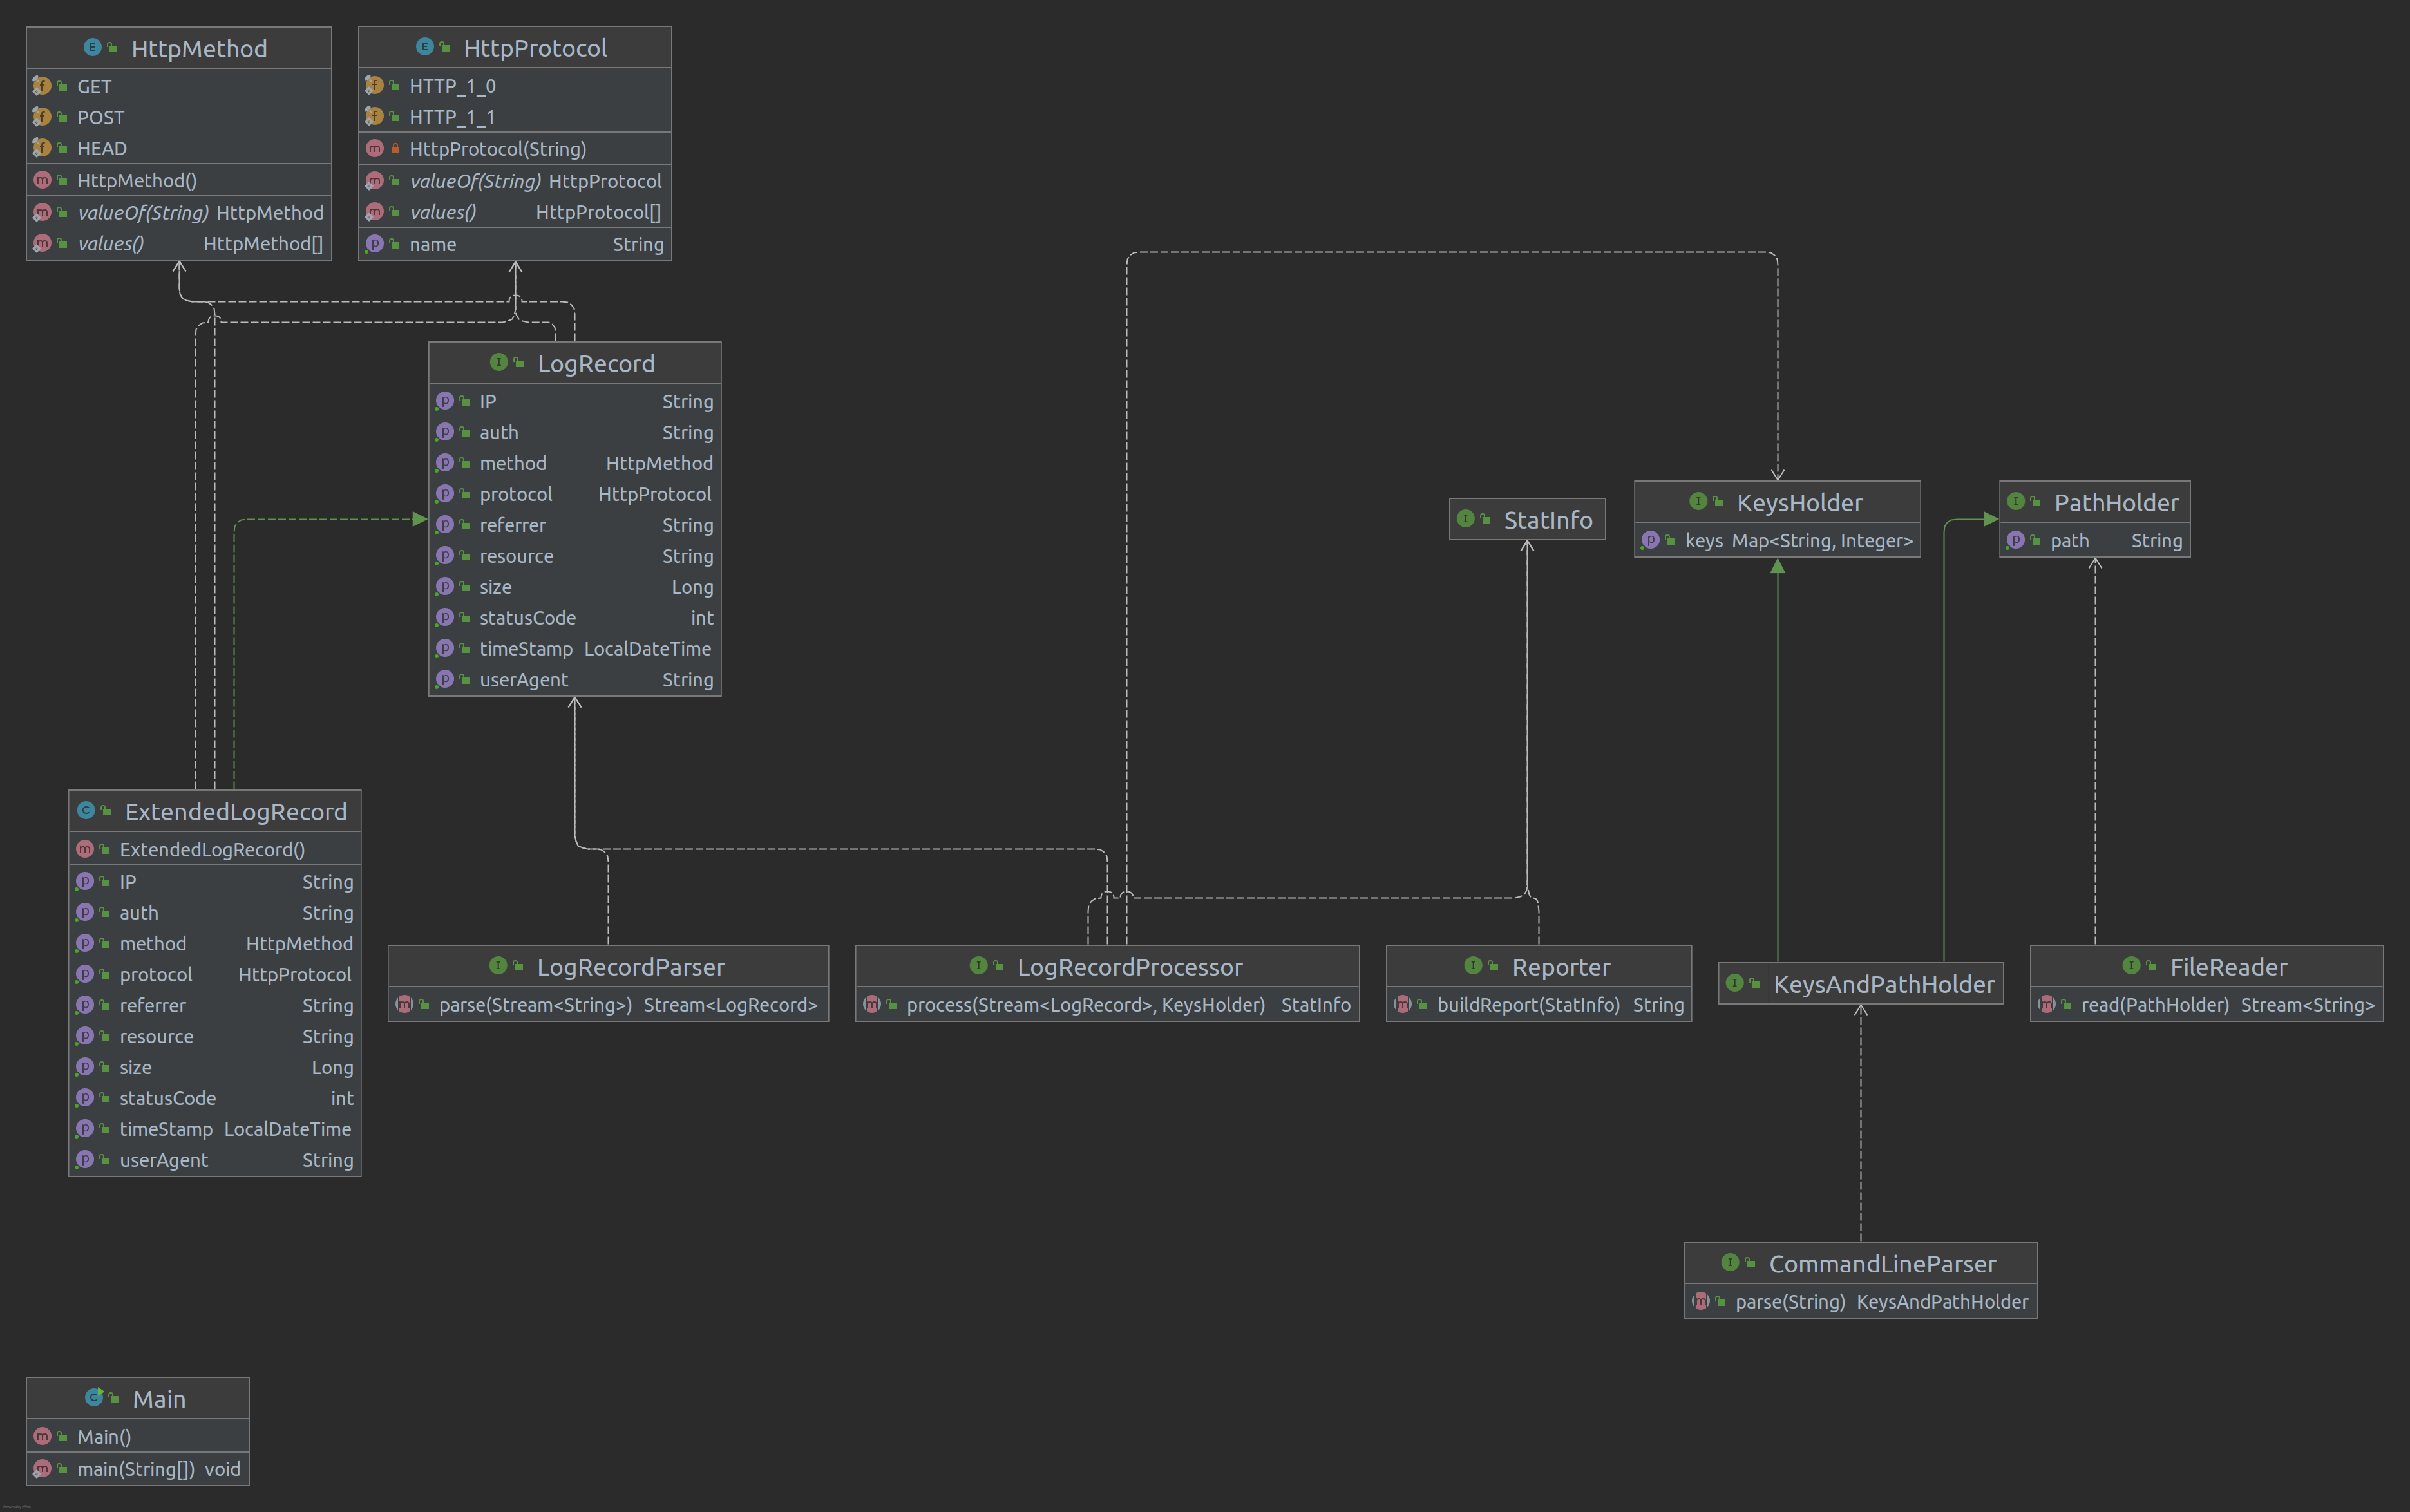 HttpMethod
GET
POST
HEAD
HttpMethod()
valueOf(String) HttpMethod
values() HttpMethod[]
HttpProtocol
HTTP_1_0
HTTP_1_1
HttpProtocol(String)
valueOf(String) HttpProtocol
values() HttpProtocol[]
name String
LogRecord
IP String
auth String
method HttpMethod
protocol HttpProtocol
referrer String
resource String
size Long
statusCode int
timeStamp LocalDateTime
userAgent String
StatInfo
KeysHolder
keys Map<String, Integer>
PathHolder
path String
ExtendedLogRecord
ExtendedLogRecord()
IP String
auth String
method HttpMethod
protocol HttpProtocol
referrer String
resource String
size Long
statusCode int
timeStamp LocalDateTime
userAgent String
LogRecordParser
parse(Stream<String>) Stream<LogRecord>
LogRecordProcessor
process(Stream<LogRecord>, KeysHolder) StatInfo
Reporter
buildReport(StatInfo) String
KeysAndPathHolder
FileReader
read(PathHolder) Stream<String>
CommandLineParser
parse(String) KeysAndPathHolder
Main
Main()
main(String[]) void